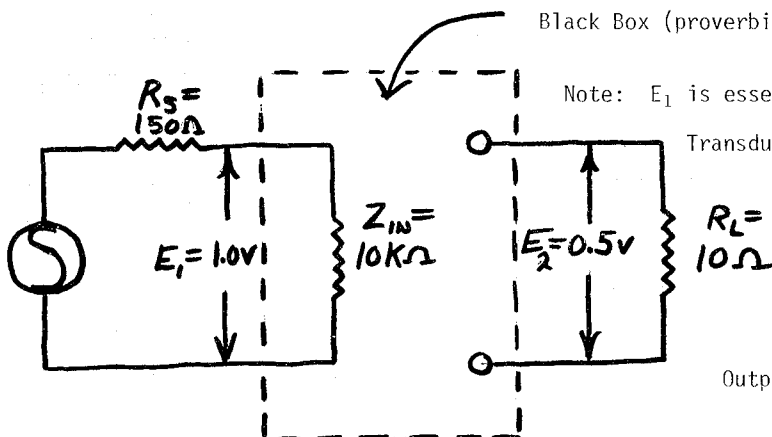 Black Box (proverbi
Note: E₁ is esse
Transdu
R_S=
150Ω
E₁=1.0V
Z_IN=
10KΩ
E₂=0.5V
R_L=
10Ω
Outp